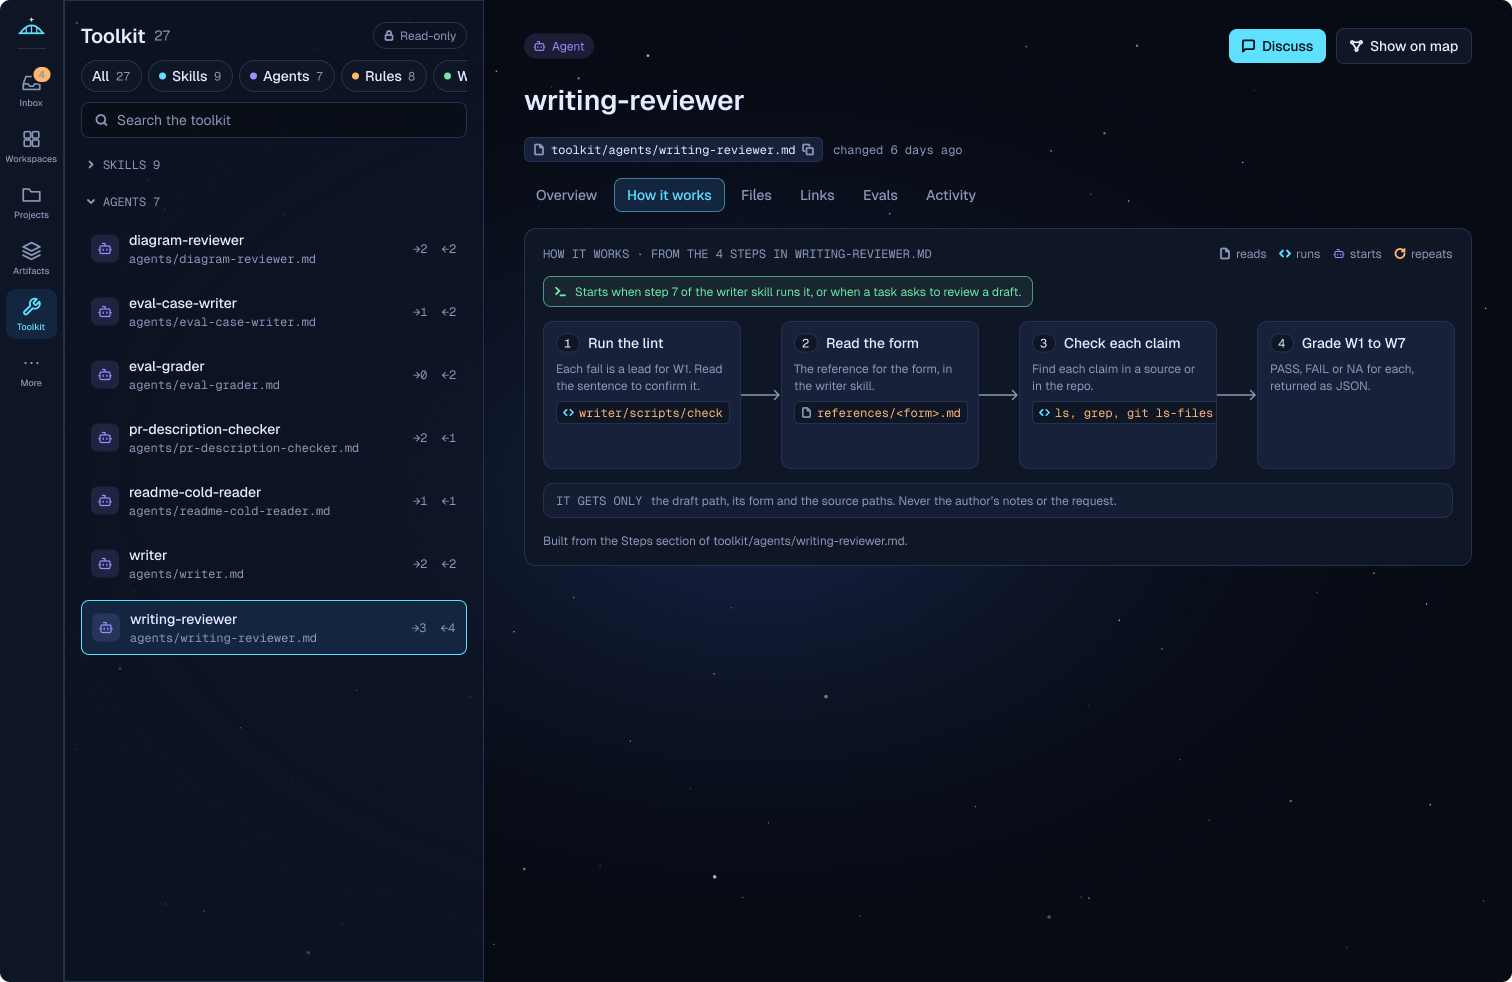 4
Inbox
Workspaces
Projects
Artifacts
Toolkit
More
Toolkit 27
Read-only
All 27
Skills 9
Agents 7
Rules 8
W
Search the toolkit
SKILLS 9
AGENTS 7
diagram-reviewer
agents/diagram-reviewer.md
→2 ←2
eval-case-writer
agents/eval-case-writer.md
→1 ←2
eval-grader
agents/eval-grader.md
→0 ←2
pr-description-checker
agents/pr-description-checker.md
→2 ←1
readme-cold-reader
agents/readme-cold-reader.md
→1 ←1
writer
agents/writer.md
→2 ←2
writing-reviewer
agents/writing-reviewer.md
→3 ←4
Agent
Discuss
Show on map
writing-reviewer
toolkit/agents/writing-reviewer.md
changed 6 days ago
Overview
How it works
Files
Links
Evals
Activity
HOW IT WORKS · FROM THE 4 STEPS IN WRITING-REVIEWER.MD
reads
runs
starts
repeats
Starts when step 7 of the writer skill runs it, or when a task asks to review a draft.
1 Run the lint
Each fail is a lead for W1. Read
the sentence to confirm it.
writer/scripts/check
2 Read the form
The reference for the form, in
the writer skill.
references/<form>.md
3 Check each claim
Find each claim in a source or
in the repo.
ls, grep, git ls-files
4 Grade W1 to W7
PASS, FAIL or NA for each,
returned as JSON.
IT GETS ONLY the draft path, its form and the source paths. Never the author's notes or the request.
Built from the Steps section of toolkit/agents/writing-reviewer.md.